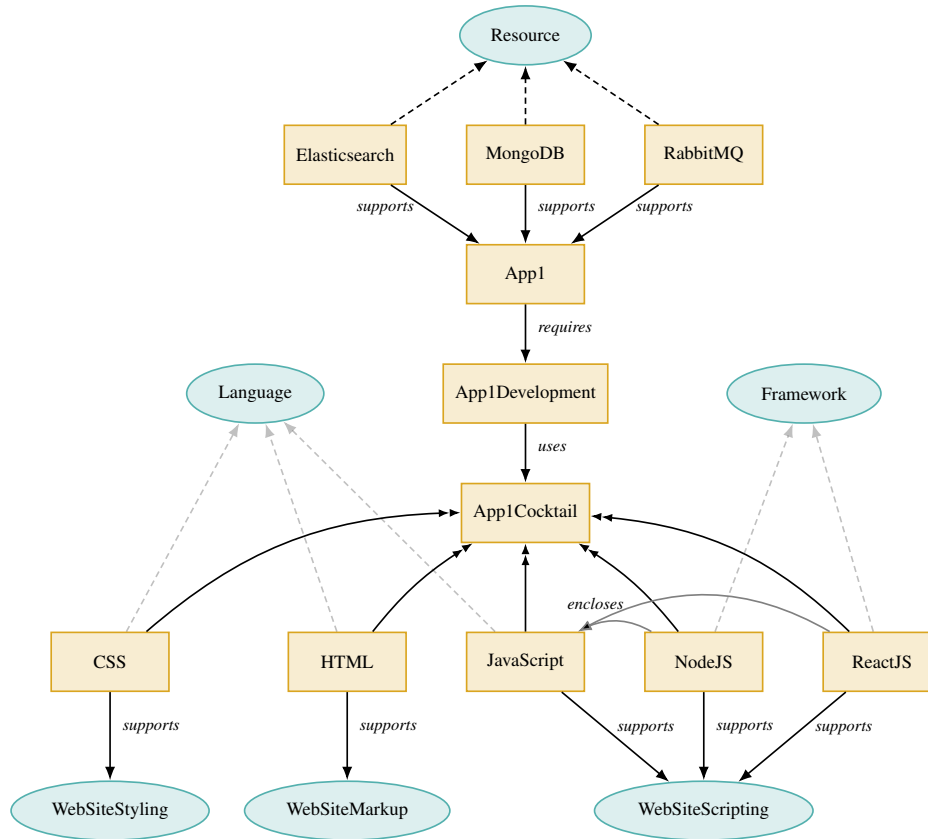 Resource
Elasticsearch
MongoDB
RabbitMQ
supports
supports
supports
App1
requires
Language
App1Development
Framework
uses
App1Cocktail
encloses
CSS
HTML
JavaScript
NodeJS
ReactJS
supports
supports
supports
supports
supports
WebSiteStyling
WebSiteMarkup
WebSiteScripting